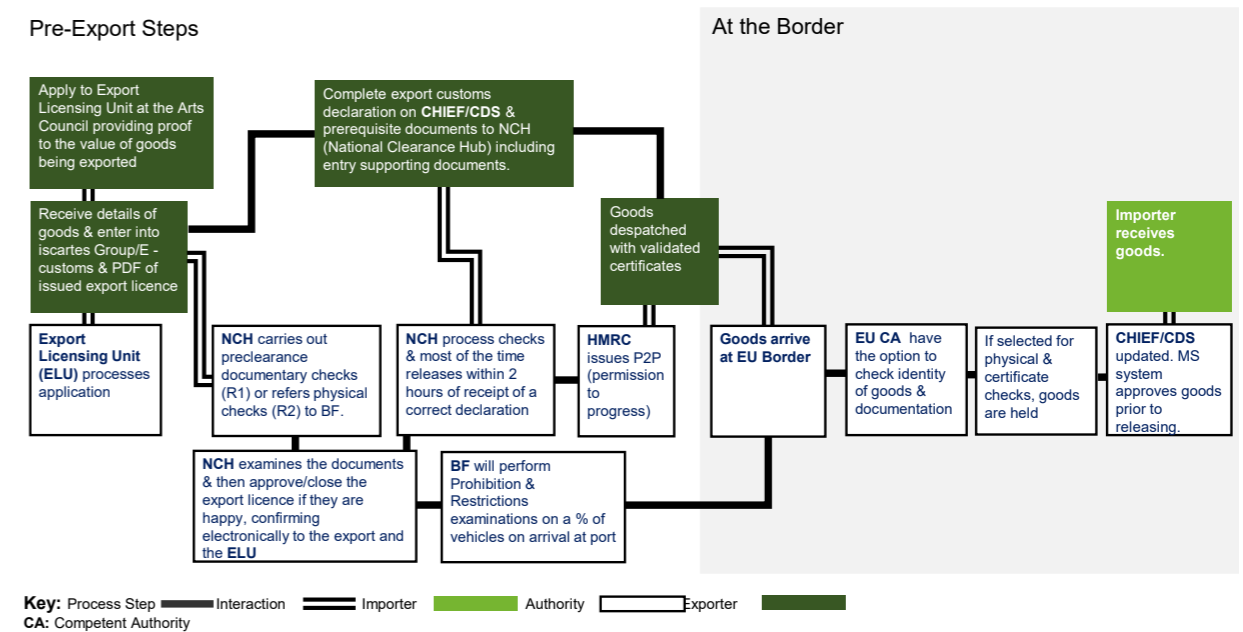 Pre-Export Steps
At the Border
Apply to Export
Licensing Unit at the Arts
Council providing proof
to the value of goods
being exported
Complete export customs
declaration on CHIEF/CDS &
prerequisite documents to NCH
(National Clearance Hub) including
entry supporting documents.
Receive details of
goods & enter into
iscartes Group/E -
customs & PDF of
issued export licence
Goods
despatched
with validated
certificates
Importer
receives
goods.
Export
Licensing Unit
(ELU) processes
application
NCH carries out
preclearance
documentary checks
(R1) or refers physical
checks (R2) to BF.
NCH process checks
& most of the time
releases within 2
hours of receipt of a
correct declaration
HMRC
issues P2P
(permission
to
progress)
Goods arrive
at EU Border
EU CA have
the option to
check identity
of goods &
documentation
If selected for
physical &
certificate
checks, goods
are held
CHIEF/CDS
updated. MS
system
approves goods
prior to
releasing.
NCH examines the documents
& then approve/close the
export licence if they are
happy, confirming
electronically to the export and
the ELU
BF will perform
Prohibition &
Restrictions
examinations on a % of
vehicles on arrival at port
Key: Process Step Interaction Importer Authority Exporter
CA: Competent Authority